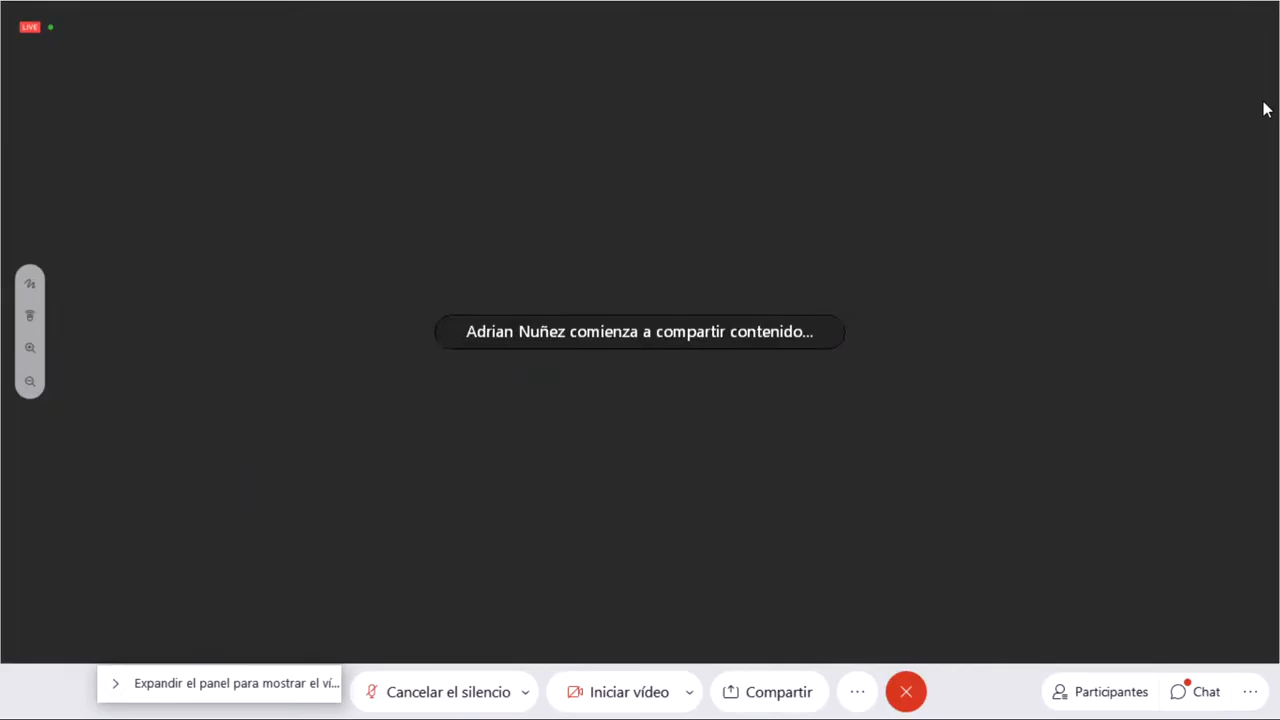 LIVE
Adrian Nuñez comienza a compartir contenido...
Expandir el panel para mostrar el ví...
Cancelar el silencio
Iniciar vídeo
Compartir
Participantes
Chat